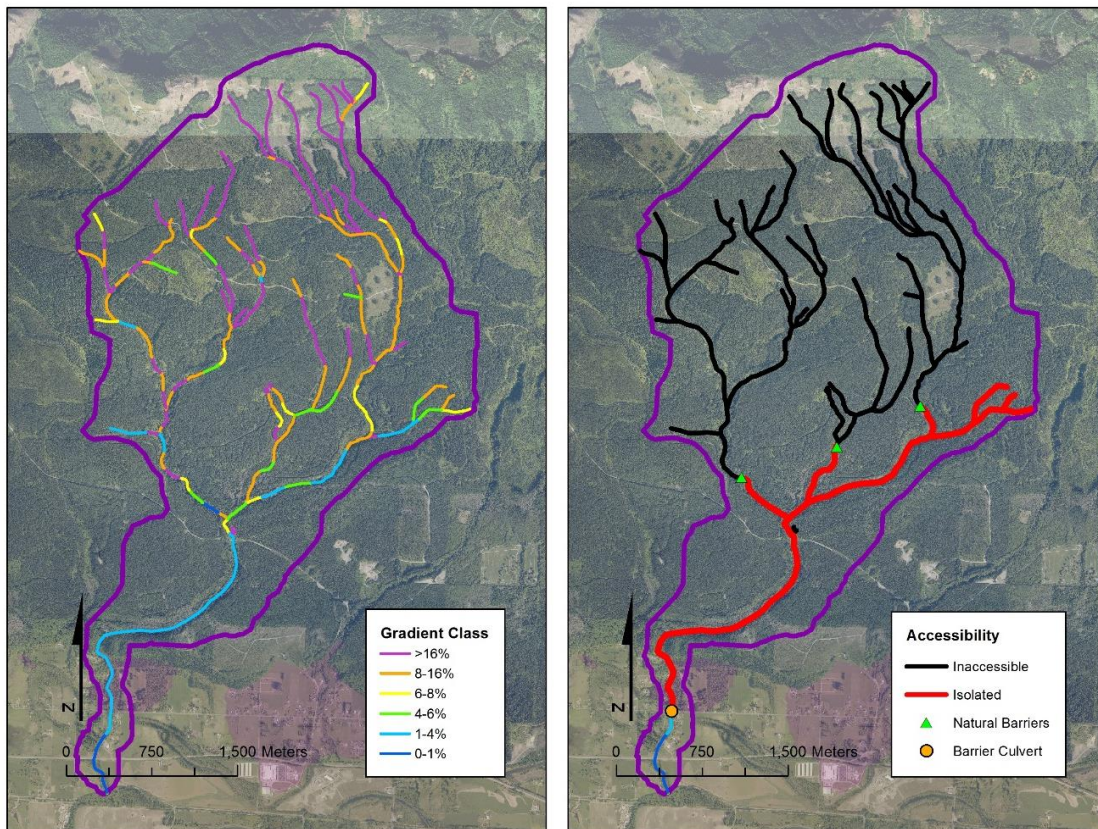 Gradient Class
>16%
8-16%
6-8%
4-6%
1-4%
0-1%
N
0 750 1,500 Meters
Accessibility
Inaccessible
Isolated
Natural Barriers
Barrier Culvert
N
0 750 1,500 Meters